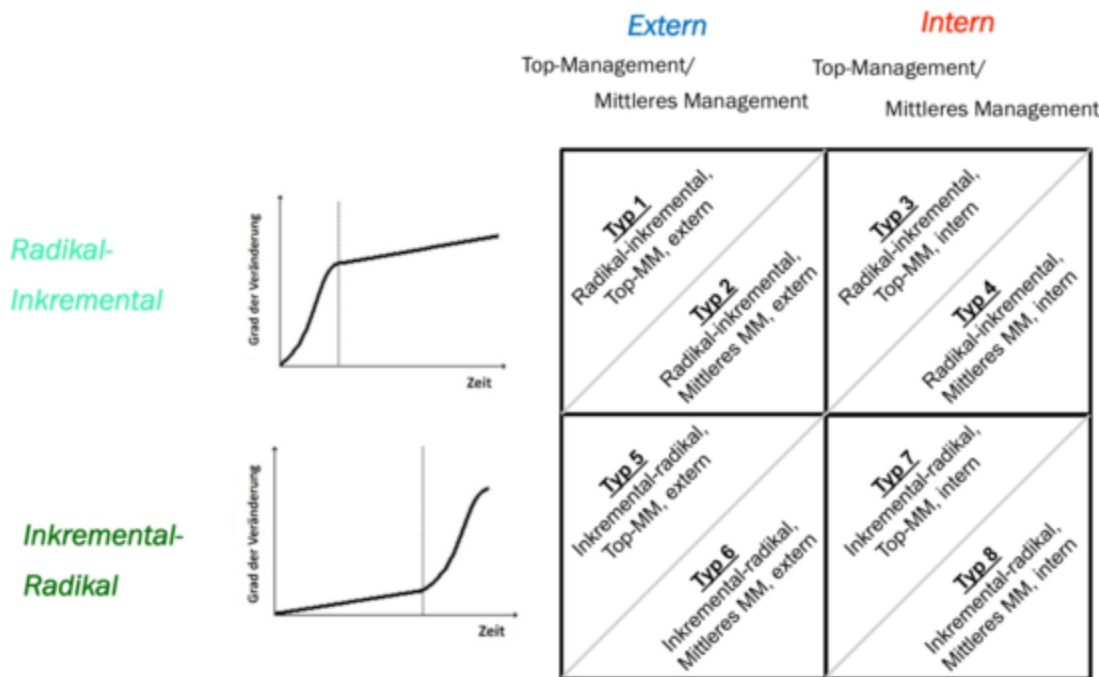 Extern
Intern
Top-Management/
Mittleres Management
Top-Management/
Mittleres Management
Radikal-
Inkremental
Grad der Veränderung
Zeit
Typ 1
Radikal-inkremental,
Top-MM, extern
Typ 2
Radikal-inkremental,
Mittleres MM, extern
Typ 3
Radikal-inkremental,
Top-MM, intern
Typ 4
Radikal-inkremental,
Mittleres MM, intern
Inkremental-
Radikal
Grad der Veränderung
Zeit
Typ 5
Inkremental-radikal,
Top-MM, extern
Typ 6
Inkremental-radikal,
Mittleres MM, extern
Typ 7
Inkremental-radikal,
Top-MM, intern
Typ 8
Inkremental-radikal,
Mittleres MM, intern